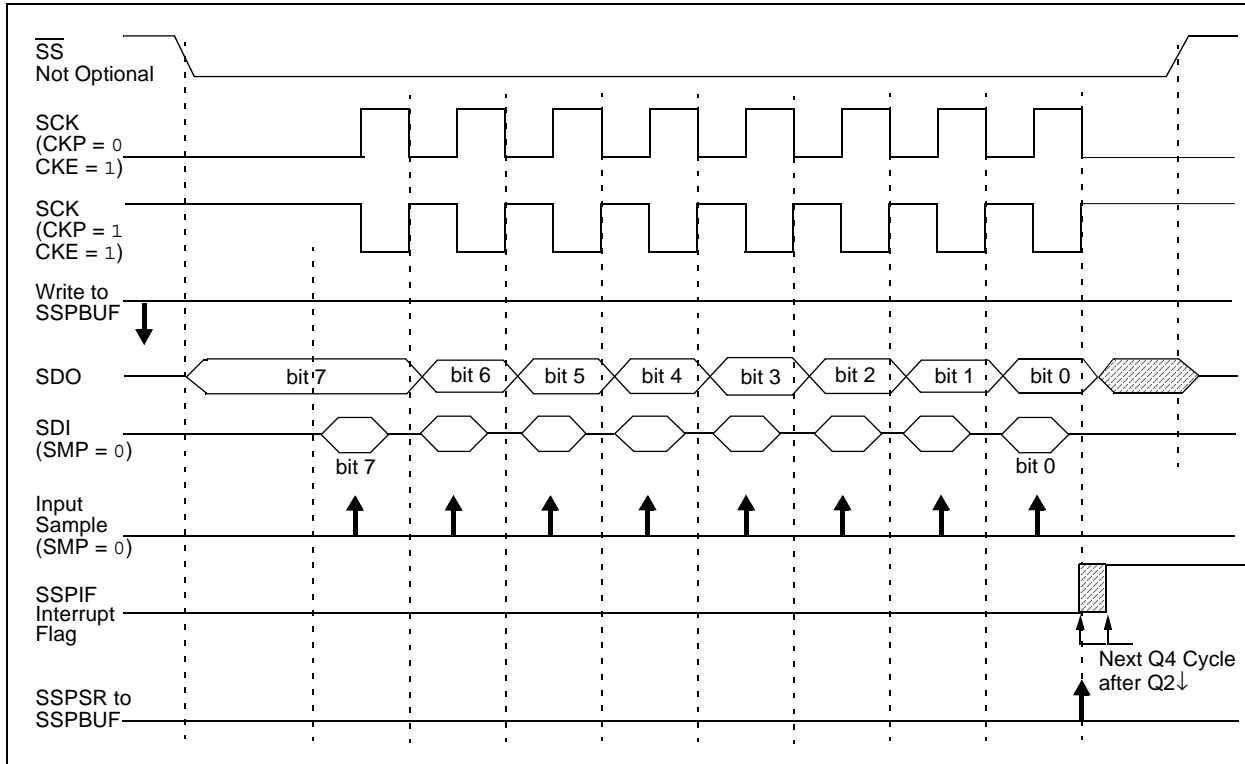 SS
Not Optional
SCK
(CKP = 0
CKE = 1)
SCK
(CKP = 1
CKE = 1)
Write to
SSPBUF
SDO
bit 7 bit 6 bit 5 bit 4 bit 3 bit 2 bit 1 bit 0
SDI
(SMP = 0)
bit 7 bit 0
Input
Sample
(SMP = 0)
SSPIF
Interrupt
Flag
Next Q4 Cycle
after Q2↓
SSPSR to
SSPBUF